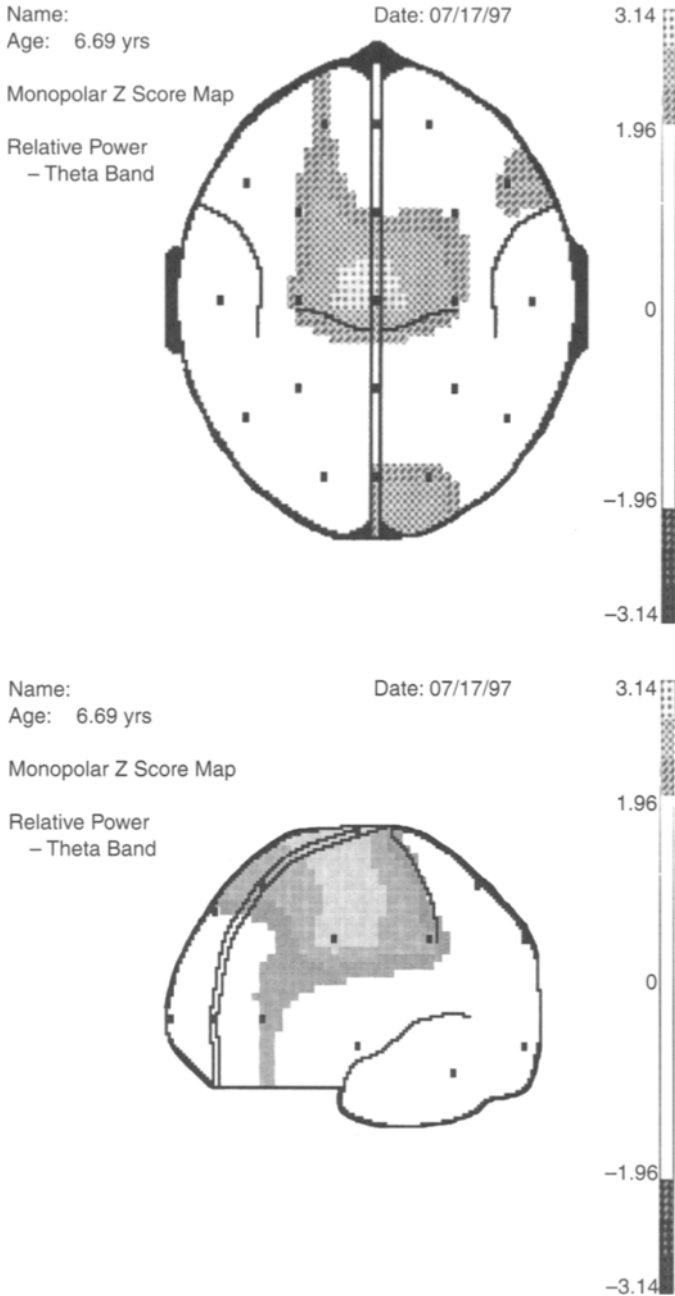 Name:
Date: 07/17/97
Age: 6.69 yrs
Monopolar Z Score Map
Relative Power
– Theta Band
3.14
1.96
0
–1.96
–3.14
Name:
Date: 07/17/97
Age: 6.69 yrs
Monopolar Z Score Map
Relative Power
– Theta Band
3.14
1.96
0
–1.96
–3.14